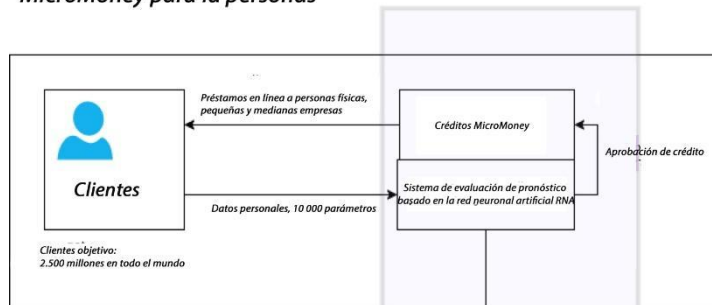 MicroMoney para la personas
Préstamos en línea a personas físicas,
pequeñas y medianas empresas
Créditos MicroMoney
Aprobación de crédito
Clientes
Sistema de evaluación de pronóstico
basado en la red neuronal artificial RNA
Datos personales, 10 000 parámetros
Clientes objetivo:
2.500 millones en todo el mundo